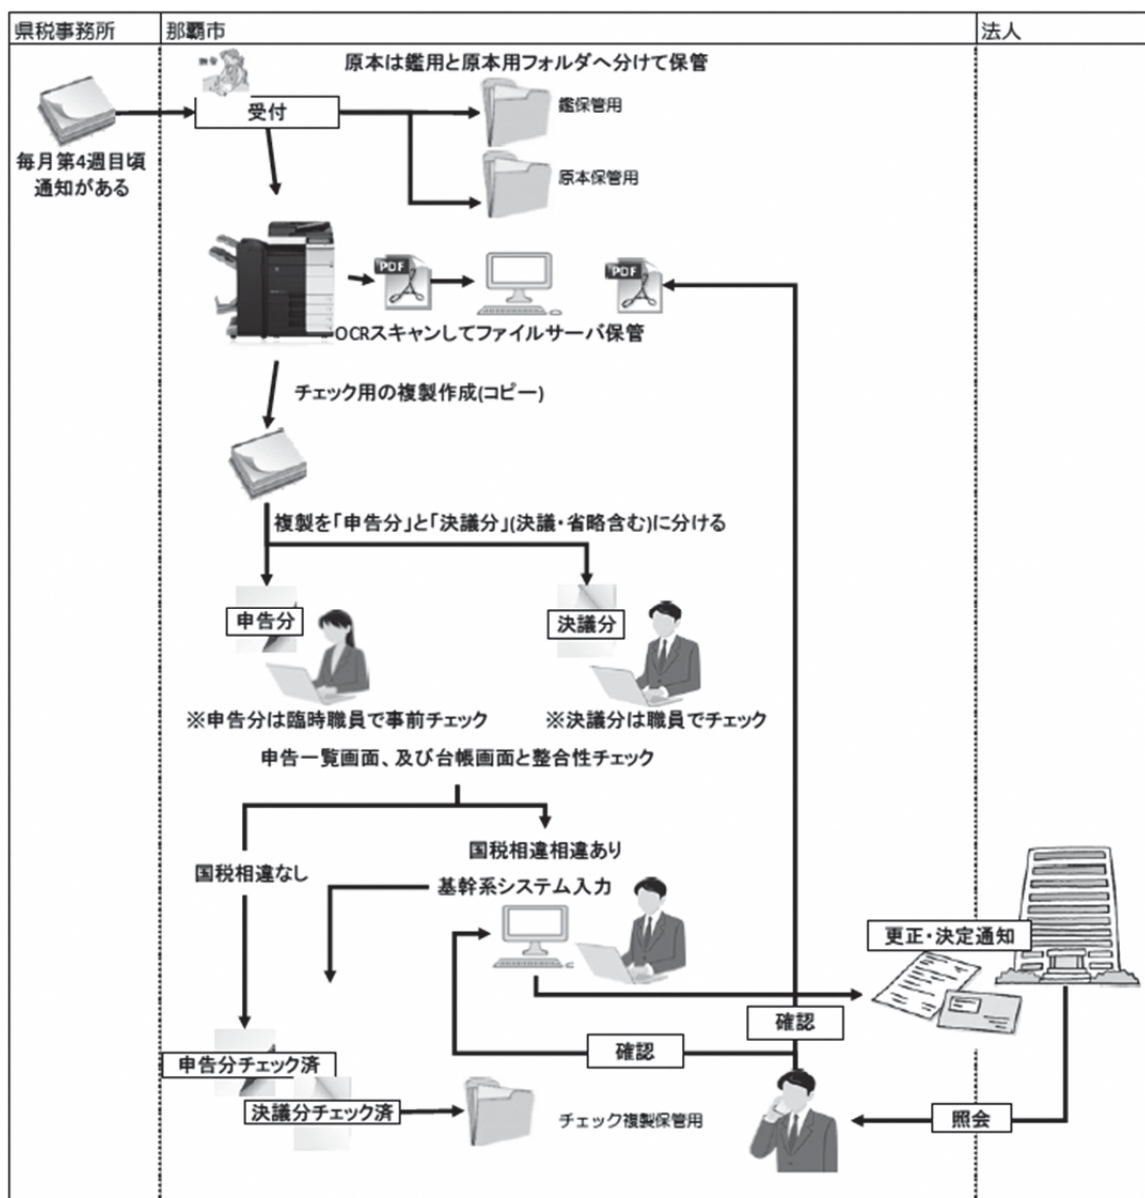 県税事務所
那覇市
法人
原本は鑑用と原本用フォルダへ分けて保管
受付
鑑保管用
毎月第4週目頃
通知がある
原本保管用
PDF
PDF
OCRスキャンしてファイルサーバ保管
チェック用の複製作成(コピー)
複製を「申告分」と「決議分」(決議・省略含む)に分ける
申告分
決議分
※申告分は臨時職員で事前チェック
※決議分は職員でチェック
申告一覧画面、及び台帳画面と整合性チェック
国税相違相違あり
国税相違なし
基幹系システム入力
更正・決定通知
確認
確認
申告分チェック済
決議分チェック済
チェック複製保管用
照会